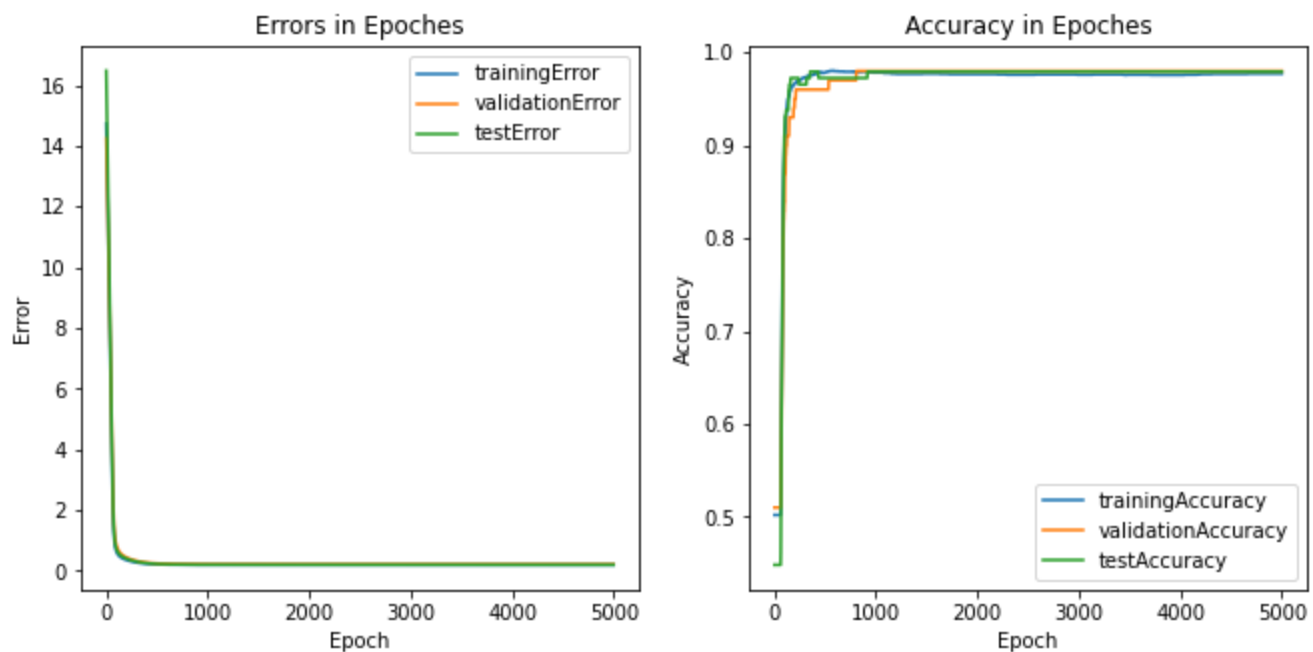 Errors in Epoches
16
14
12
10
8
6
4
2
0
Error
trainingError
validationError
testError
0 1000 2000 3000 4000 5000
Epoch
Accuracy in Epoches
1.0
0.9
0.8
0.7
0.6
0.5
Accuracy
trainingAccuracy
validationAccuracy
testAccuracy
0 1000 2000 3000 4000 5000
Epoch